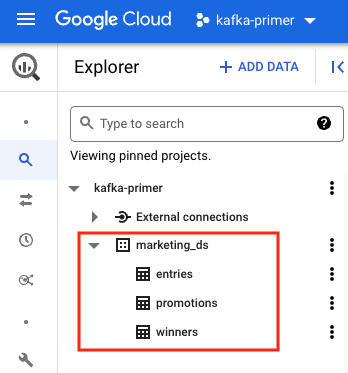 Google Cloud kafka-primer
Explorer + ADD DATA
Type to search ?
Viewing pinned projects.
kafka-primer
External connections
marketing_ds
entries
promotions
winners